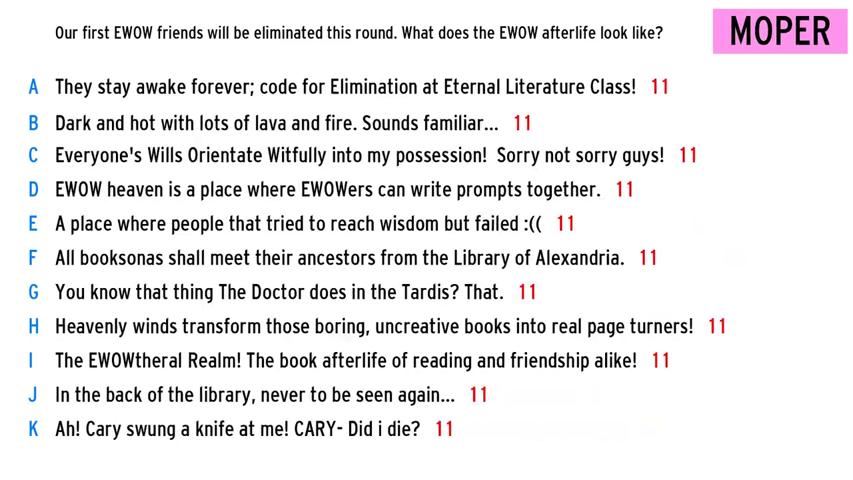 Our first EWOW friends will be eliminated this round. What does the EWOW afterlife look like?
MOPER
A They stay awake forever; code for Elimination at Eternal Literature Class! 11
B Dark and hot with lots of lava and fire. Sounds familiar... 11
C Everyone's Wills Orientate Witfully into my possession! Sorry not sorry guys! 11
D EWOW heaven is a place where EWOWers can write prompts together. 11
E A place where people that tried to reach wisdom but failed :(( 11
F All booksonas shall meet their ancestors from the Library of Alexandria. 11
G You know that thing The Doctor does in the Tardis? That. 11
H Heavenly winds transform those boring, uncreative books into real page turners! 11
I The EWOWtheral Realm! The book afterlife of reading and friendship alike! 11
J In the back of the library, never to be seen again... 11
K Ah! Cary swung a knife at me! CARY- Did i die? 11